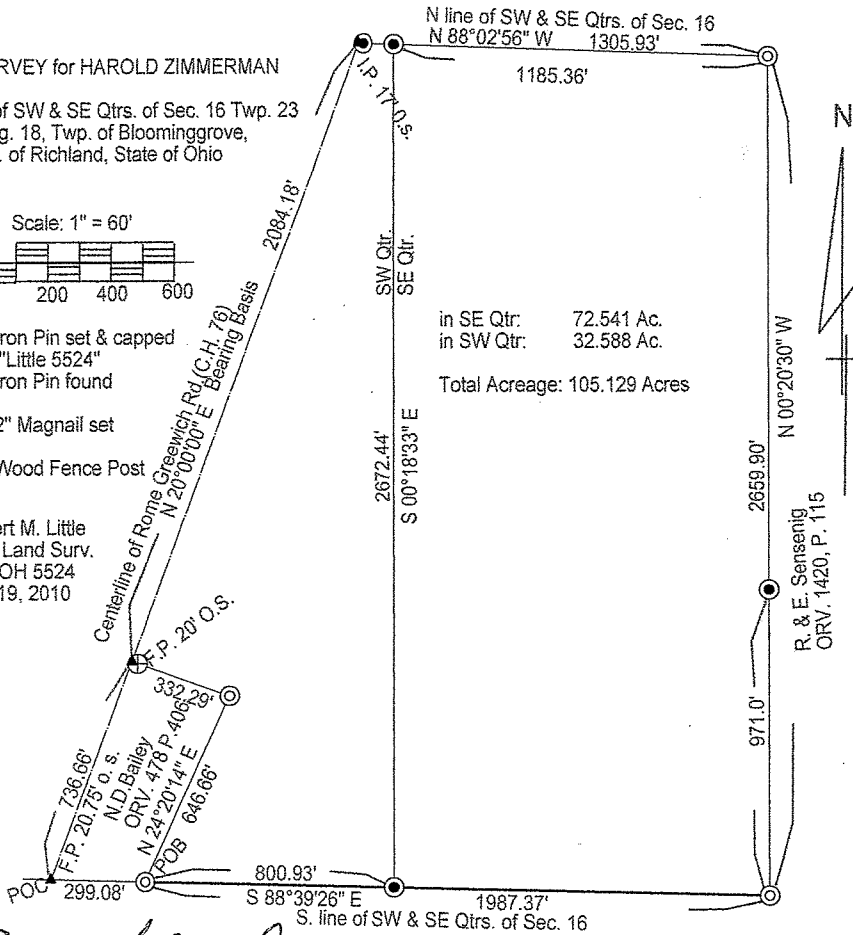 RVEY for HAROLD ZIMMERMAN
of SW & SE Qtrs. of Sec. 16 Twp. 23
g. 18, Twp. of Bloominggrove,
. of Richland, State of Ohio
Scale: 1" = 60'
200 400 600
ron Pin set & capped
"Little 5524"
ron Pin found
2" Magnail set
Wood Fence Post
ert M. Little
Land Surv.
OH 5524
19, 2010
N line of SW & SE Qtrs. of Sec. 16
N 88°02'56" W 1305.93'
1185.36'
I.P. 17' o.s.
N
2084.18'
SW Qtr.
SE Qtr.
in SE Qtr: 72.541 Ac.
in SW Qtr: 32.588 Ac.
Total Acreage: 105.129 Acres
Centerline of Rome Greewich Rd.(C.H. 76)
N 20°00'00" E Bearing Basis
2672.44'
S 00°18'33" E
N 00°20'30" W
2659.90'
R. & E. Sensenig
ORV. 1420, P. 115
971.0'
F.P. 20' O.S.
332.29'
736.66'
F.P. 20.75' o. s.
N.D.Bailey
ORV. 478 P.406
N 24°20'14" E
646.66'
POB
POC
299.08'
800.93'
S 88°39'26" E
1987.37'
S. line of SW & SE Qtrs. of Sec. 16